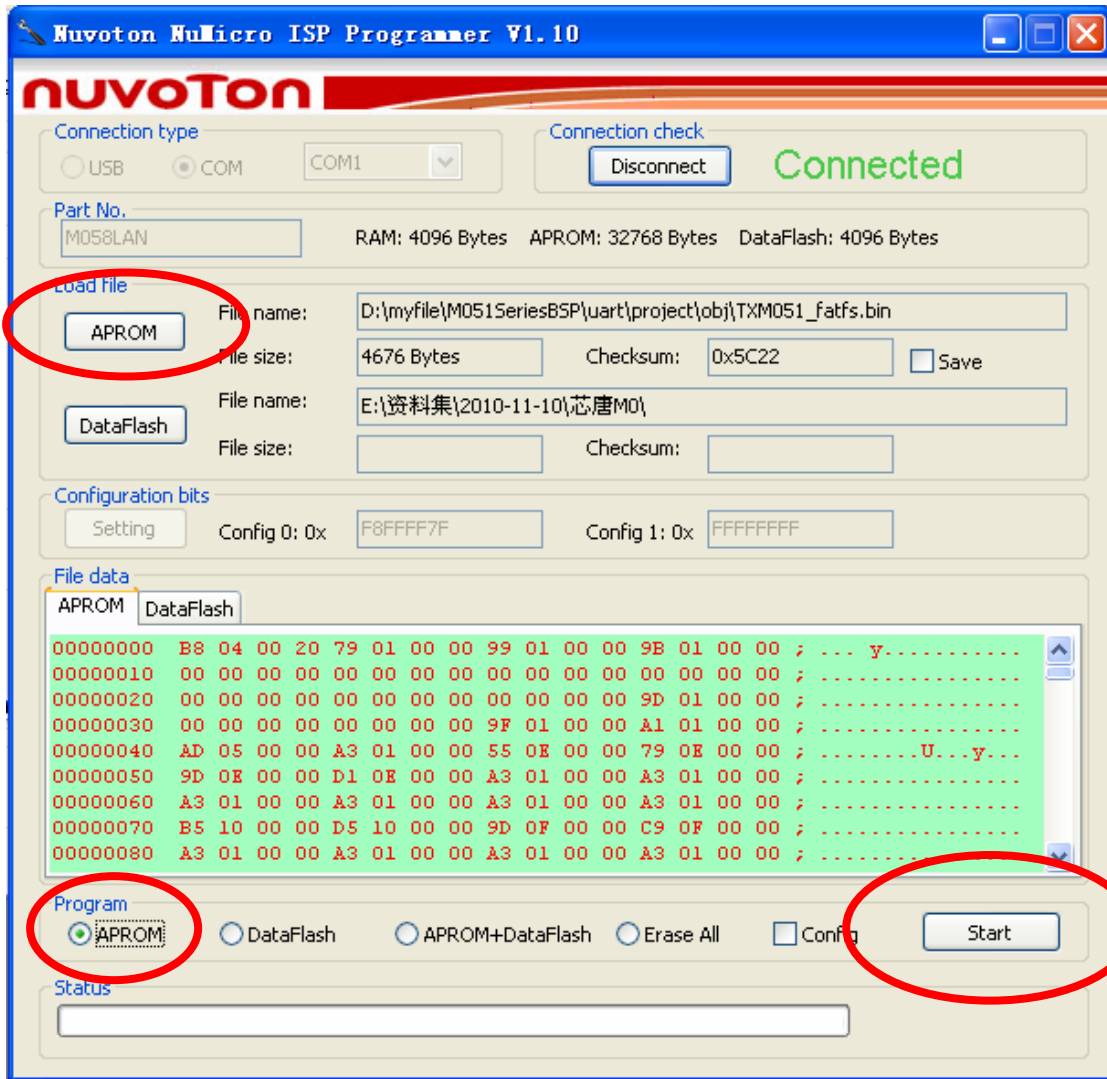 Nuvoton NuMicro ISP Programmer V1.10
nuvoTon
Connection type
USB COM COM1
Connection check
Disconnect Connected
Part No.
M058LAN RAM: 4096 Bytes APROM: 32768 Bytes DataFlash: 4096 Bytes
Load file
APROM
File name: D:\myfile\M051SeriesBSP\uart\project\obj\TXM051_fatfs.bin
File size: 4676 Bytes Checksum: 0x5C22 Save
DataFlash
File name: E:\资料集\2010-11-10\芯唐M0\
File size: Checksum:
Configuration bits
Setting Config 0: 0x F8FFFF7F Config 1: 0x FFFFFFFF
File data
APROM DataFlash
00000000 B8 04 00 20 79 01 00 00 99 01 00 00 9B 01 00 00 ; ... y...........
00000010 00 00 00 00 00 00 00 00 00 00 00 00 00 00 00 00 ; ................
00000020 00 00 00 00 00 00 00 00 00 00 00 00 9D 01 00 00 ; ................
00000030 00 00 00 00 00 00 00 00 9F 01 00 00 A1 01 00 00 ; ................
00000040 AD 05 00 00 A3 01 00 00 55 0E 00 00 79 0E 00 00 ; ........U...y...
00000050 9D 0E 00 00 D1 0E 00 00 A3 01 00 00 A3 01 00 00 ; ................
00000060 A3 01 00 00 A3 01 00 00 A3 01 00 00 A3 01 00 00 ; ................
00000070 B5 10 00 00 D5 10 00 00 9D 0F 00 00 C9 0F 00 00 ; ................
00000080 A3 01 00 00 A3 01 00 00 A3 01 00 00 A3 01 00 00 ; ................
Program
APROM DataFlash APROM+DataFlash Erase All Config Start
Status